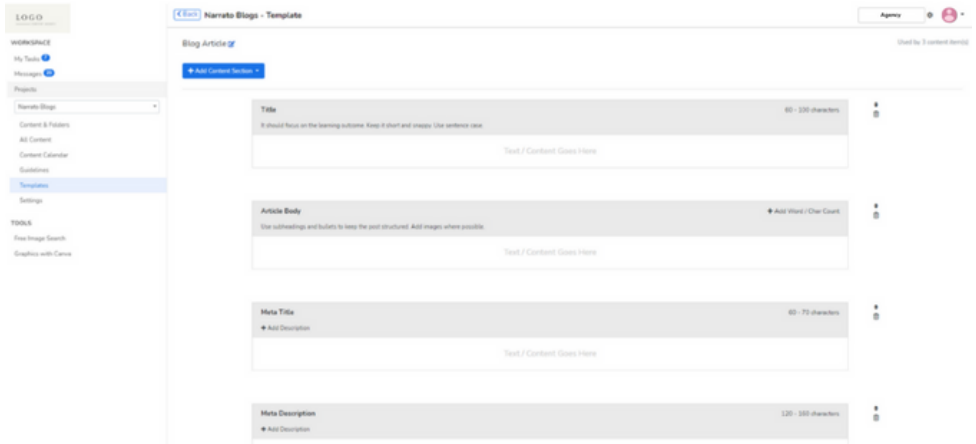 LOGO
WORKSPACE
My Tasks
Messages
Projects
Narrato Blogs
Content & Folders
All Content
Content Calendar
Guidelines
Templates
Settings
TOOLS
Free Image Search
Graphics with Canva
Back Narrato Blogs - Template
Agency
Blog Article
Used by 3 content item(s)
+ Add Content Section
Title
60 - 100 characters
It should focus on the learning outcome. Keep it short and snappy. Use sentence case
Text / Content Goes Here
Article Body
+ Add Word / Char Count
Use subheadings and bullets to keep the post structured. Add images where possible.
Text / Content Goes Here
Meta Title
60 - 70 characters
+ Add Description
Text / Content Goes Here
Meta Description
120 - 160 characters
+ Add Description